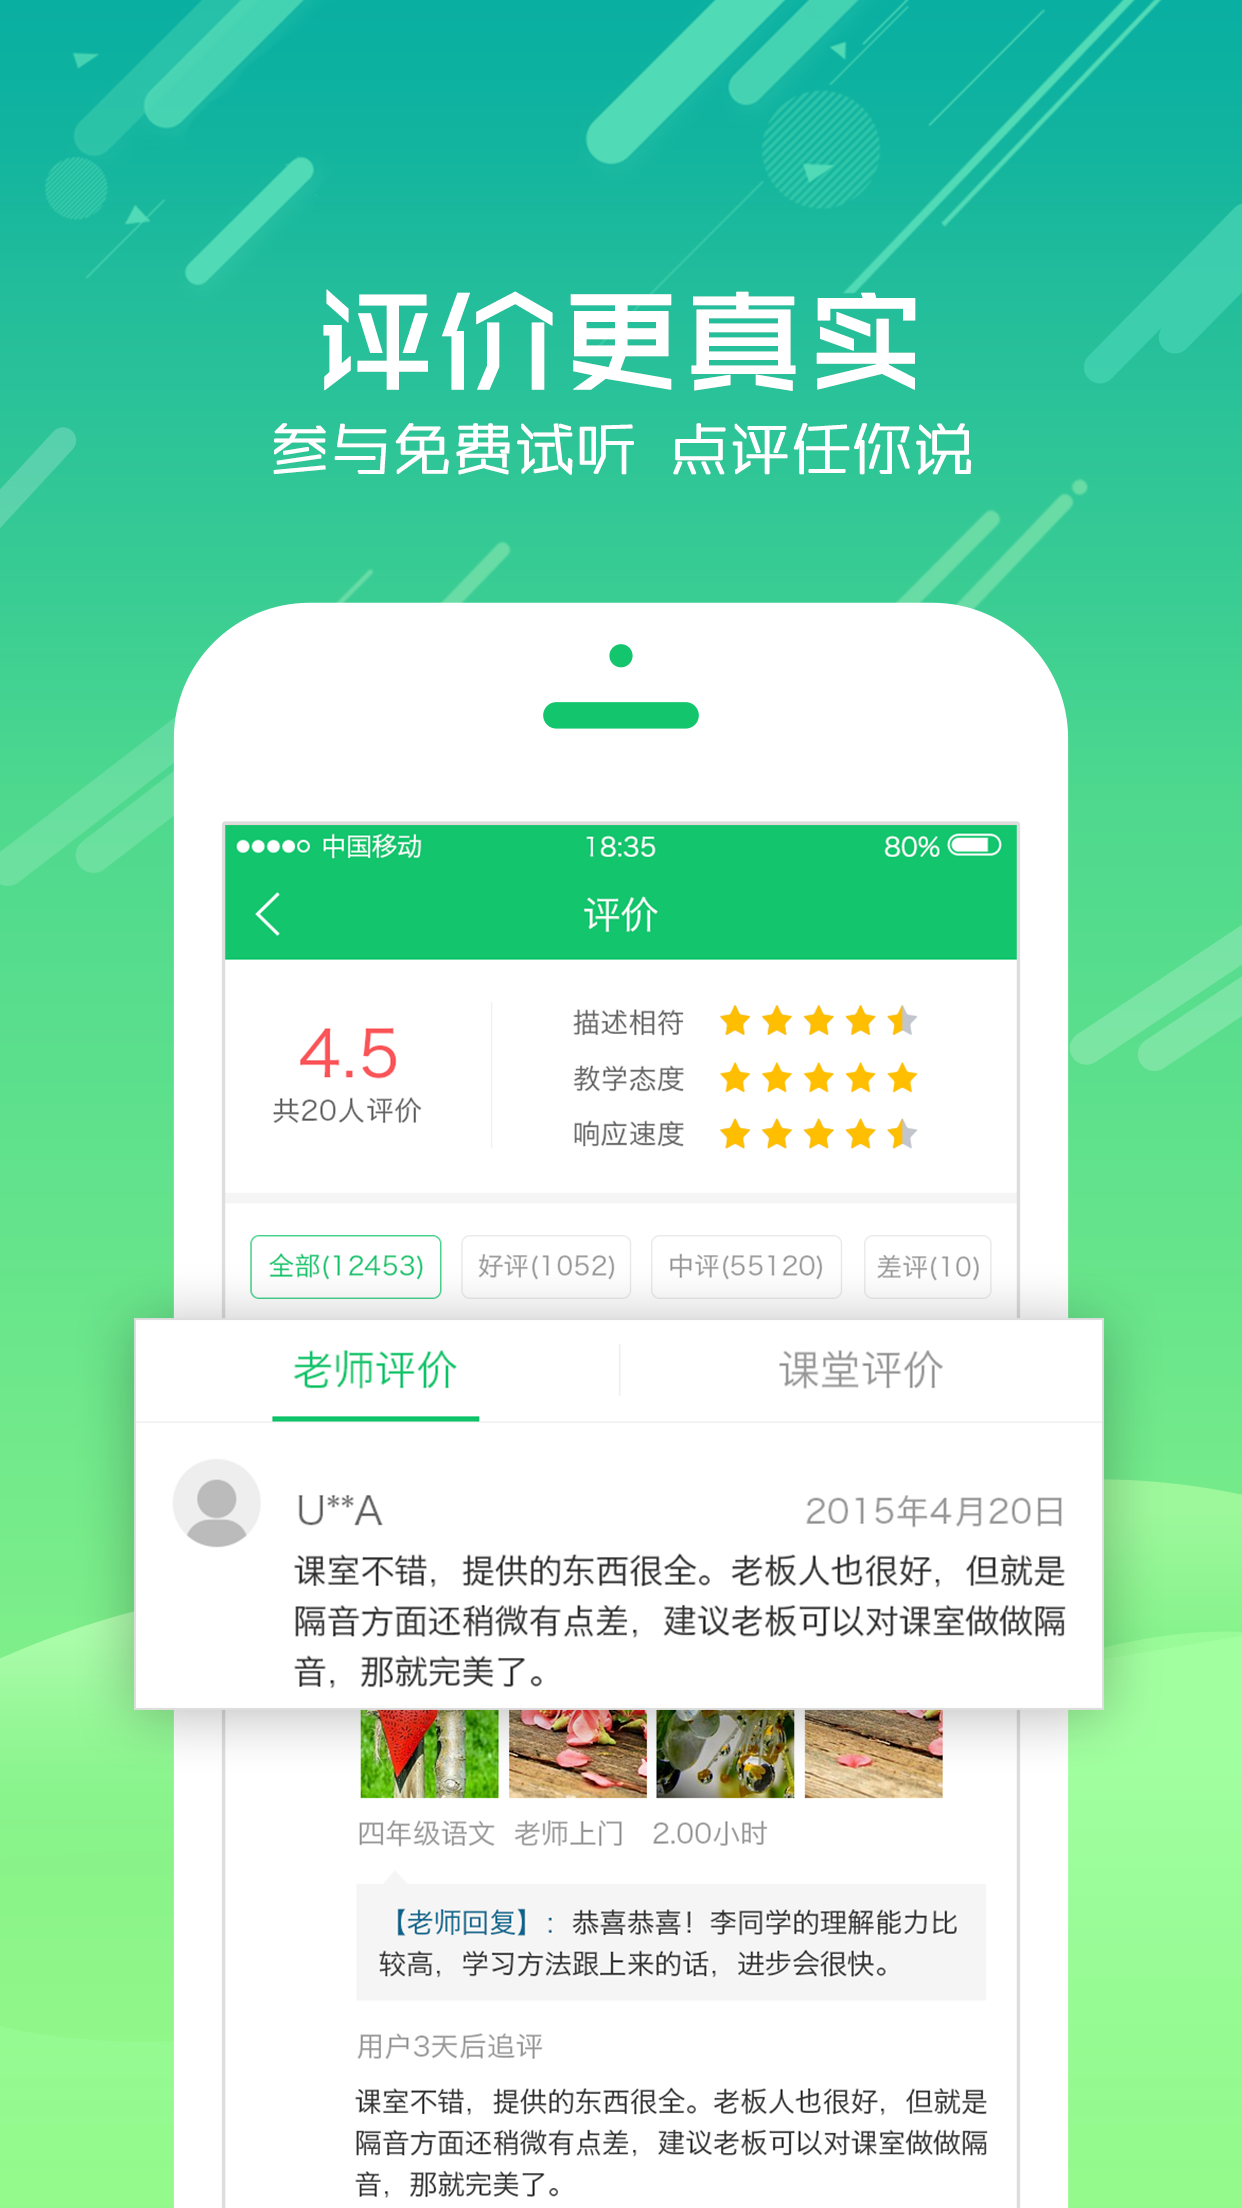 评价更真实
参与免费试听 点评任你说
中国移动 18:35 80%
评价
4.5
共20人评价
描述相符
教学态度
响应速度
全部(12453) 好评(1052) 中评(55120) 差评(10)
老师评价 课堂评价
U**A 2015年4月20日
课室不错，提供的东西很全。老板人也很好，但就是
隔音方面还稍微有点差，建议老板可以对课室做做隔
音，那就完美了。
四年级语文 老师上门 2.00小时
【老师回复】：恭喜恭喜！李同学的理解能力比
较高，学习方法跟上来的话，进步会很快。
用户3天后追评
课室不错，提供的东西很全。老板人也很好，但就是
隔音方面还稍微有点差，建议老板可以对课室做做隔
音，那就完美了。